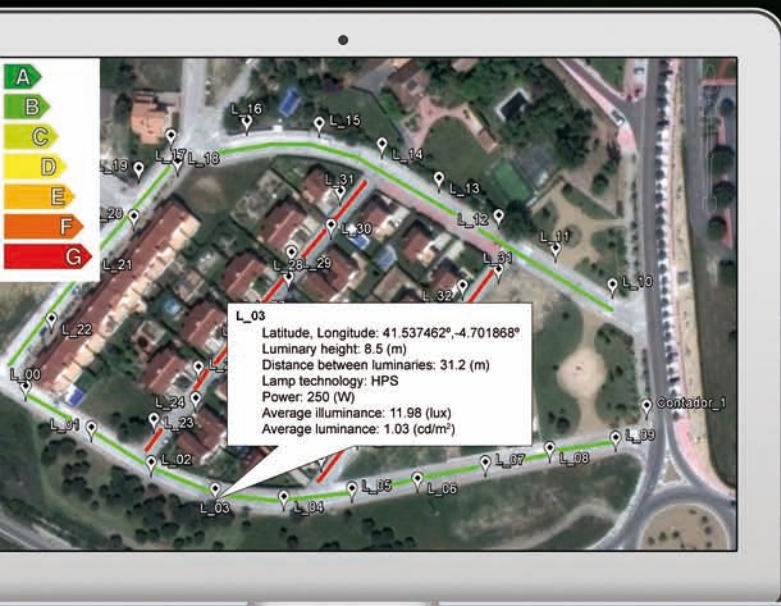 A
B
C
D
E
F
G
L_16
L_15
L_14
L_17
L_18
L_19
L_13
L_31
L_20
L_30
L_12
L_11
L_28
L_29
L_21
L_31
L_10
L_32
L_22
L_00
L_24
L_23
L_01
L_02
L_03
Latitude, Longitude: 41.537462º,-4.701868º
Luminary height: 8.5 (m)
Distance between luminaries: 31.2 (m)
Lamp technology: HPS
Power: 250 (W)
Average illuminance: 11.98 (lux)
Average luminance: 1.03 (cd/m²)
Contador_1
L_09
L_08
L_07
L_06
L_05
L_04
L_03